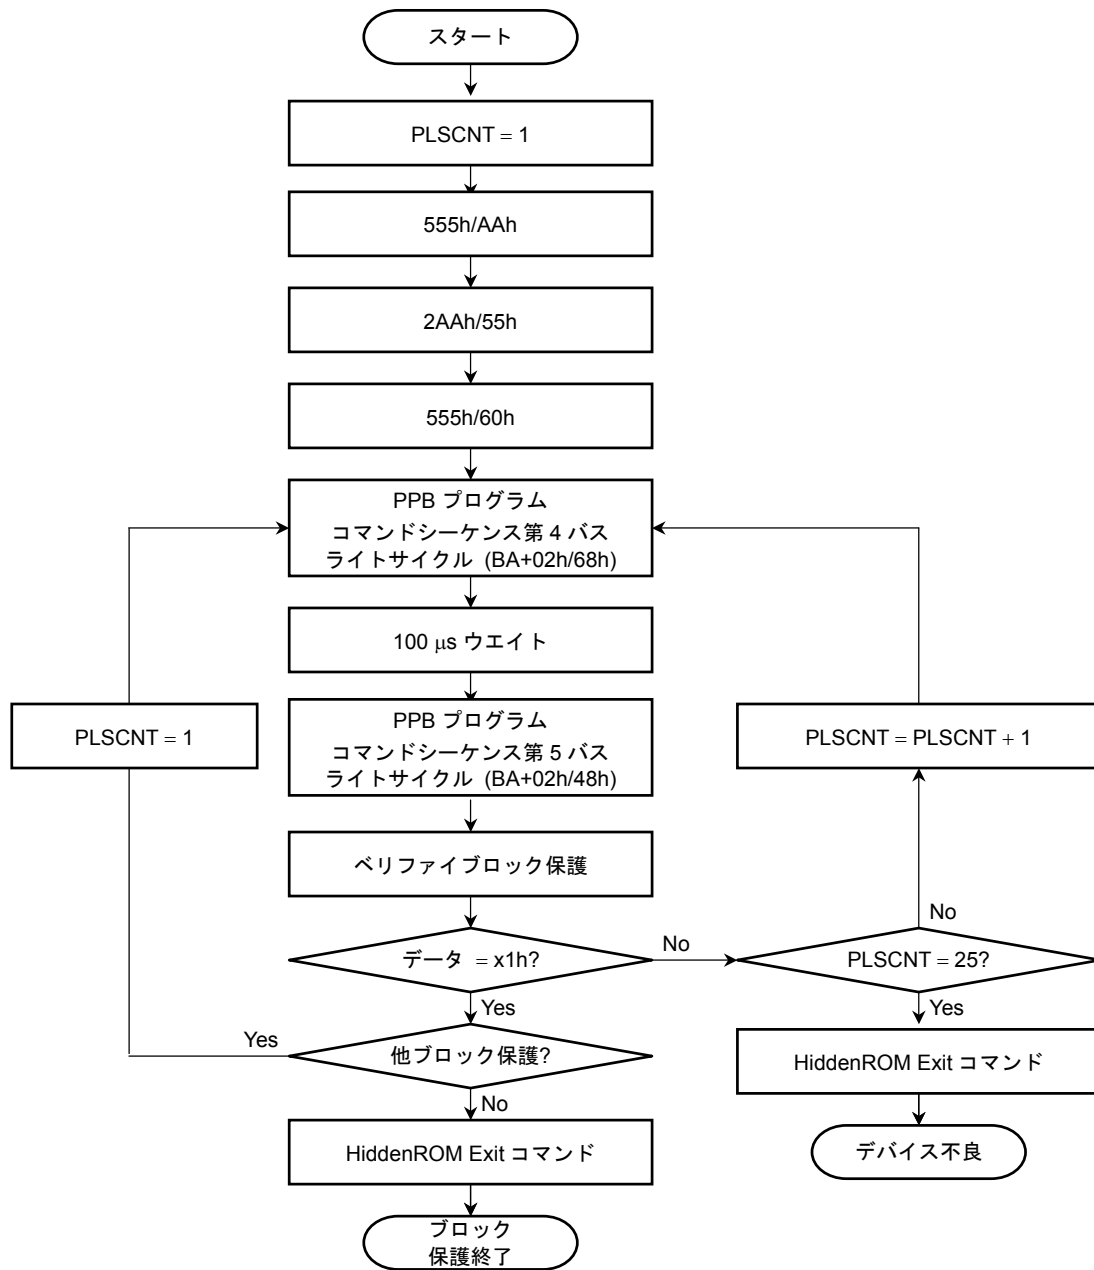 スタート
PLSCNT = 1
555h/AAh
2AAh/55h
555h/60h
PPB プログラム
コマンドシーケンス第 4 バス
ライトサイクル (BA+02h/68h)
100 μs ウエイト
PPB プログラム
コマンドシーケンス第 5 バス
ライトサイクル (BA+02h/48h)
PLSCNT = 1
PLSCNT = PLSCNT + 1
ベリファイブロック保護
データ = x1h?
No
PLSCNT = 25?
No
Yes
Yes
他ブロック保護?
Yes
No
HiddenROM Exit コマンド
デバイス不良
HiddenROM Exit コマンド
ブロック
保護終了